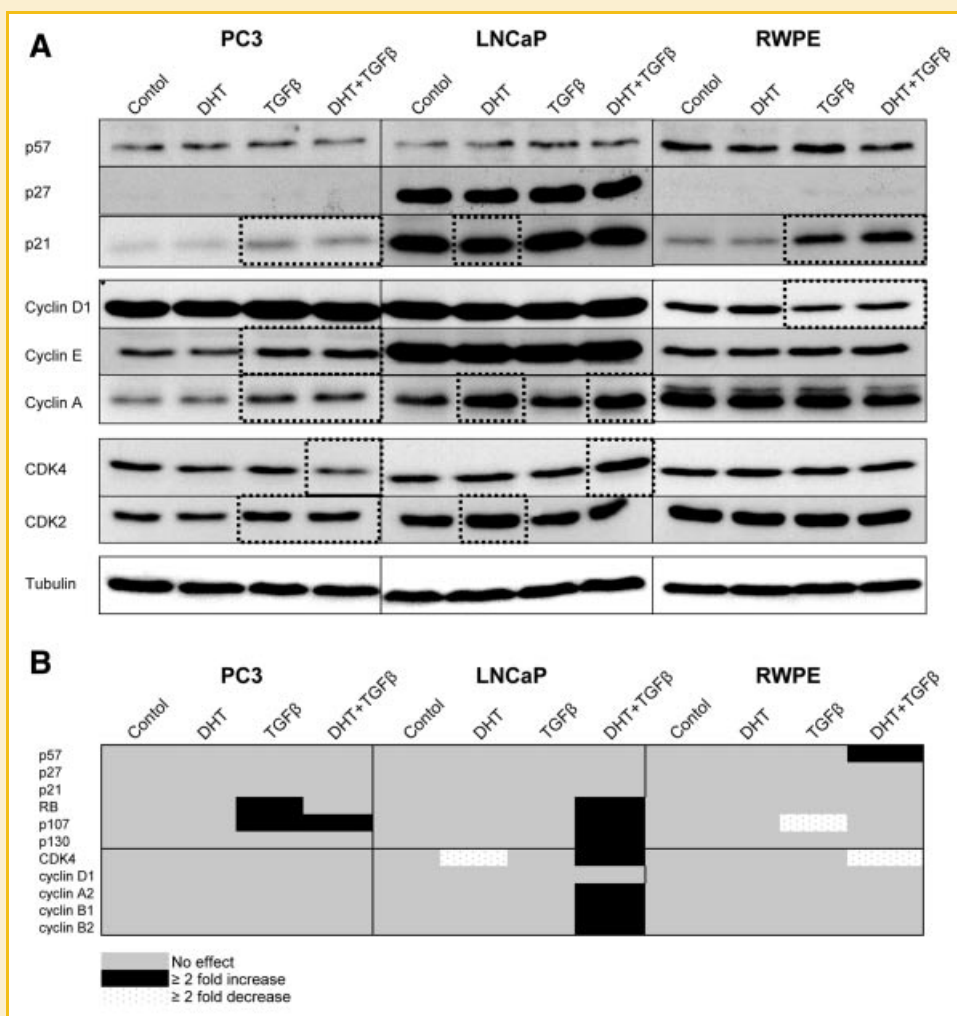 A
PC3 LNCaP RWPE
Contol DHT TGFβ DHT+TGFβ Contol DHT TGFβ DHT+TGFβ Contol DHT TGFβ DHT+TGFβ
p57
p27
p21
Cyclin D1
Cyclin E
Cyclin A
CDK4
CDK2
Tubulin
B
PC3 LNCaP RWPE
Contol DHT TGFβ DHT+TGFβ Contol DHT TGFβ DHT+TGFβ Contol DHT TGFβ DHT+TGFβ
p57
p27
p21
RB
p107
p130
CDK4
cyclin D1
cyclin A2
cyclin B1
cyclin B2
No effect
≥ 2 fold increase
≥ 2 fold decrease